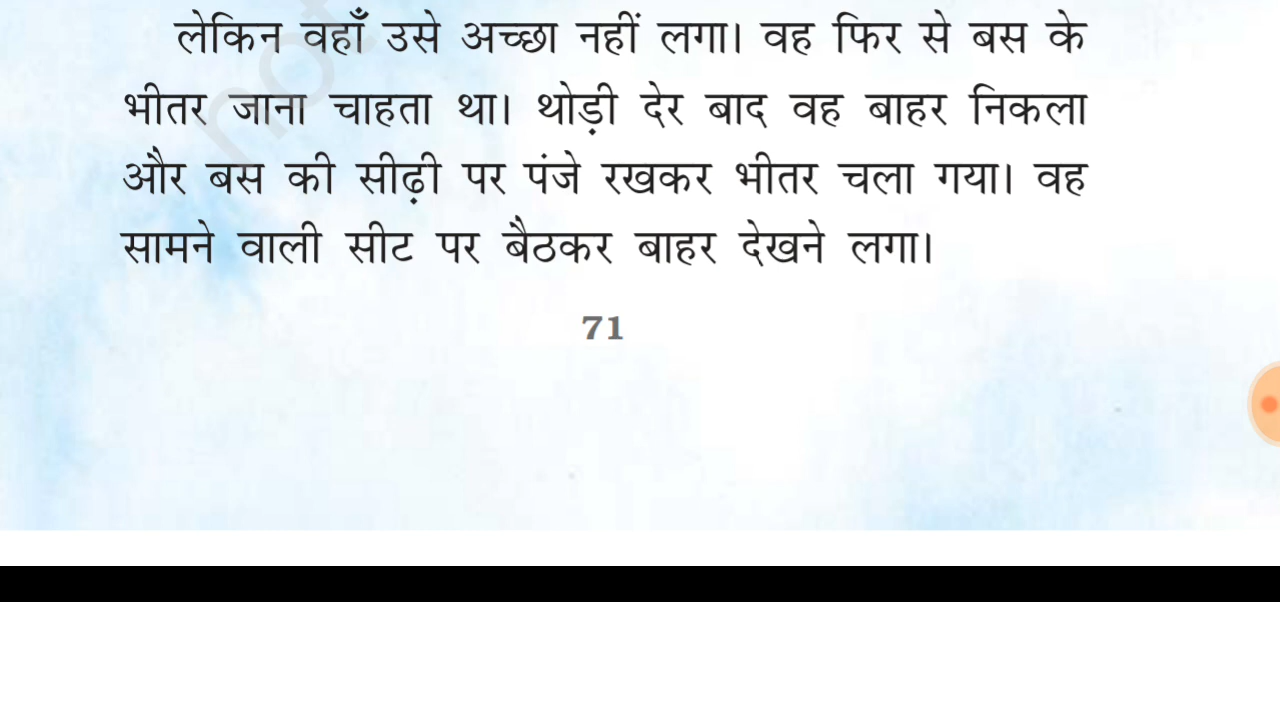 लेकिन वहाँ उसे अच्छा नहीं लगा। वह फिर से बस के
भीतर जाना चाहता था। थोड़ी देर बाद वह बाहर निकला
और बस की सीढ़ी पर पंजे रखकर भीतर चला गया। वह
सामने वाली सीट पर बैठकर बाहर देखने लगा।
71
not